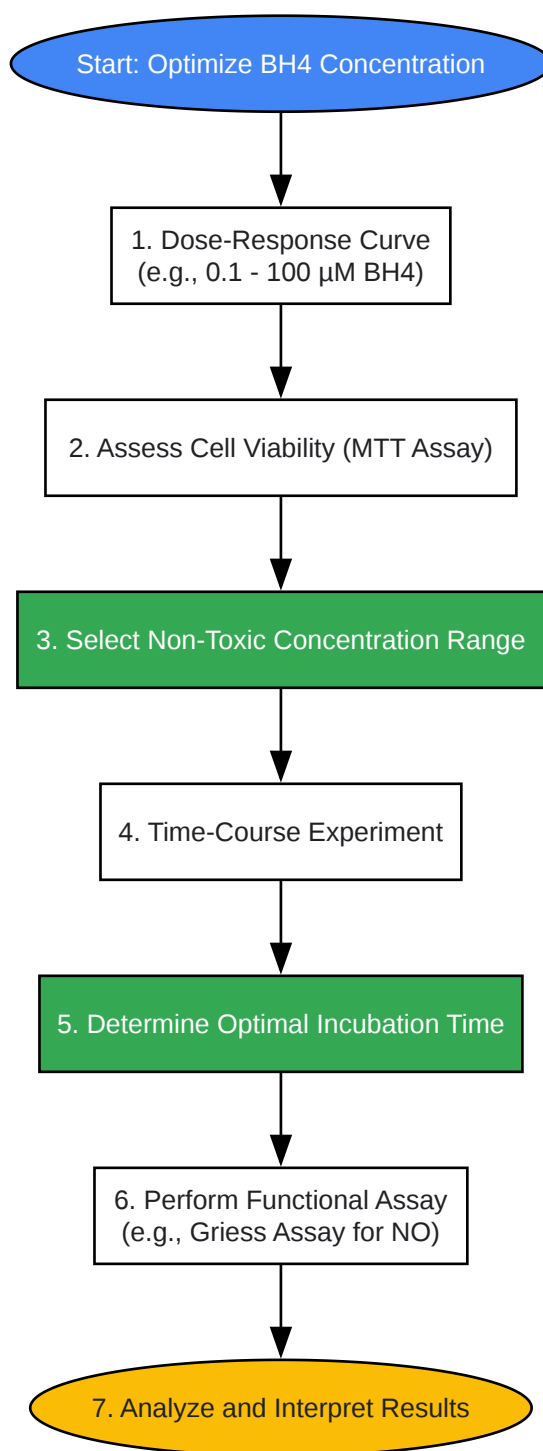 Start: Optimize BH4 Concentration
1. Dose-Response Curve
(e.g., 0.1 - 100 µM BH4)
2. Assess Cell Viability (MTT Assay)
3. Select Non-Toxic Concentration Range
4. Time-Course Experiment
5. Determine Optimal Incubation Time
6. Perform Functional Assay
(e.g., Griess Assay for NO)
7. Analyze and Interpret Results